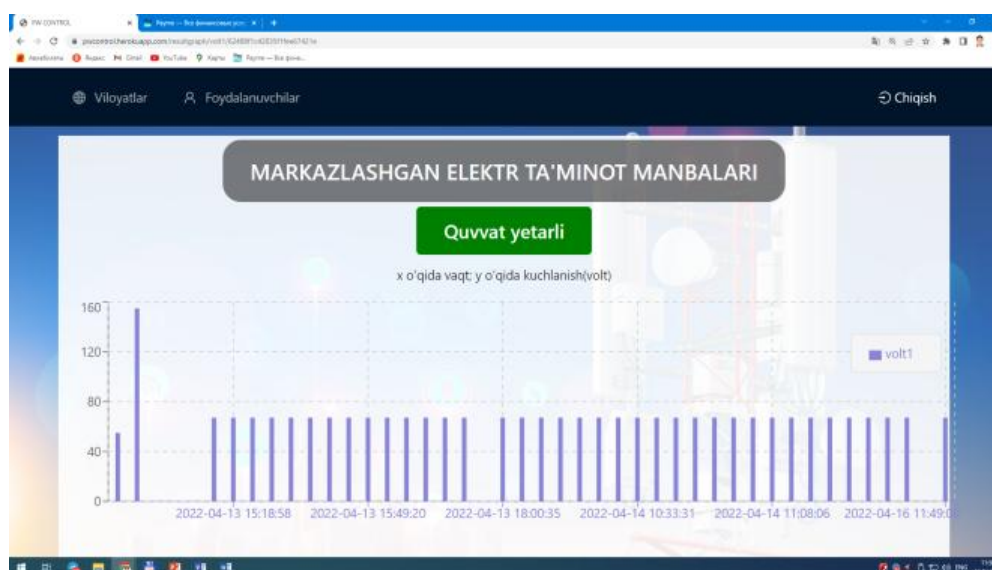 PW CONTROL
Viloyatlar
Foydalanuvchilar
Chiqish
MARKAZLASHGAN ELEKTR TA'MINOT MANBALARI
Quvvat yetarli
x o'qida vaqt; y o'qida kuchlanish(volt)
160
120
volt1
80
40
0
2022-04-13 15:18:58 2022-04-13 15:49:20 2022-04-13 18:00:35 2022-04-14 10:33:31 2022-04-14 11:08:06 2022-04-16 11:49:0
ENG